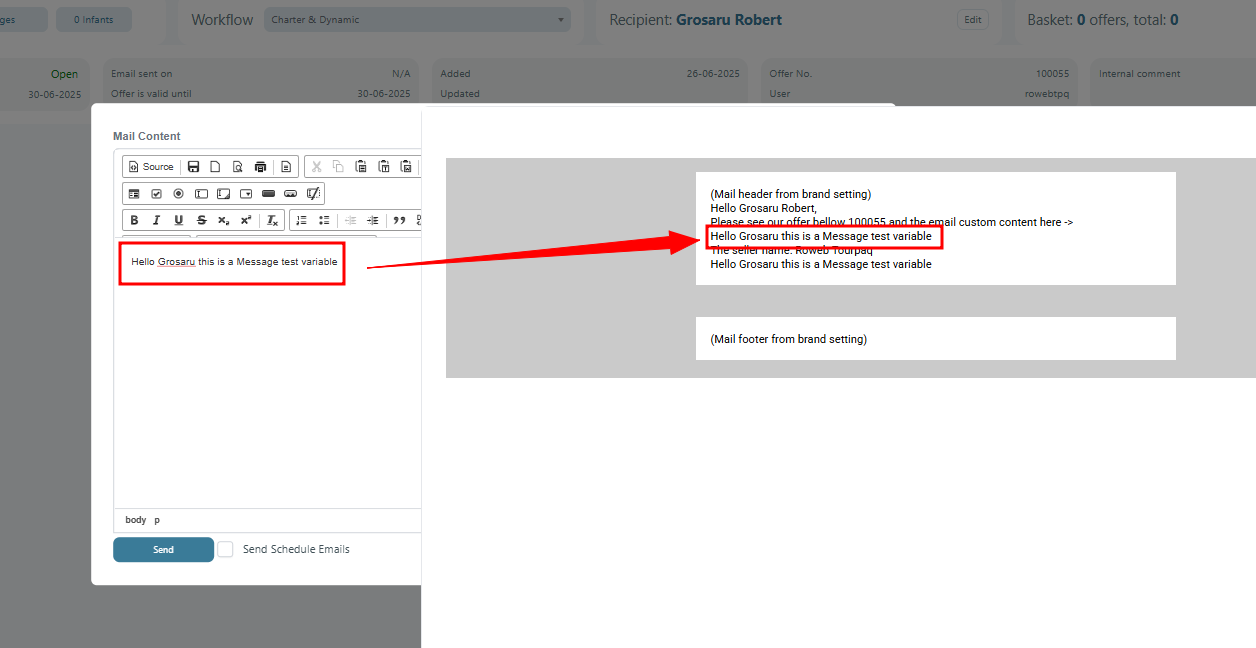 ges
0 Infants
Workflow
Charter & Dynamic
Recipient: Grosaru Robert
Edit
Basket: 0 offers, total: 0
Open
30-06-2025
Email sent on
N/A
Offer is valid until
30-06-2025
Added
26-06-2025
Updated
Offer No.
100055
User
rowebtpq
Internal comment
Mail Content
Source
Hello Grosaru this is a Message test variable
body p
Send
Send Schedule Emails
(Mail header from brand setting)
Hello Grosaru Robert,
Please see our offer bellow 100055 and the email custom content here ->
Hello Grosaru this is a Message test variable
The seller name: Roweb Tourpaq
Hello Grosaru this is a Message test variable
(Mail footer from brand setting)